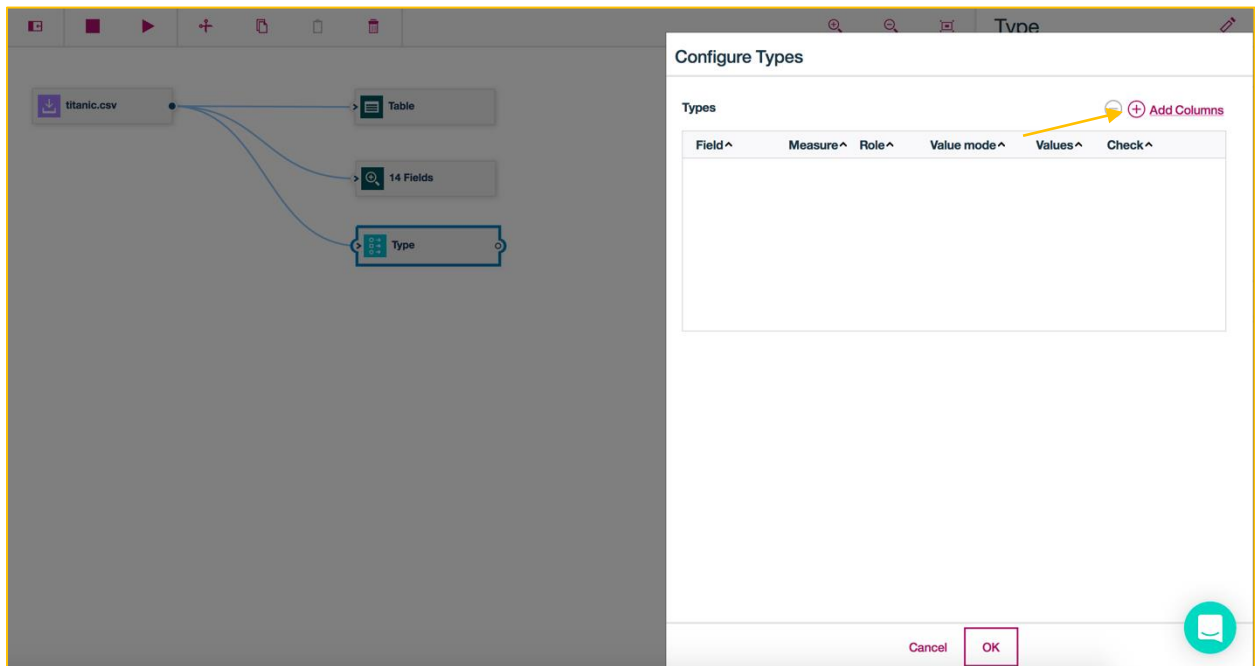 Type
Configure Types
titanic.csv
Table
Types
Add Columns
Field Measure Role Value mode Values Check
14 Fields
Type
Cancel OK